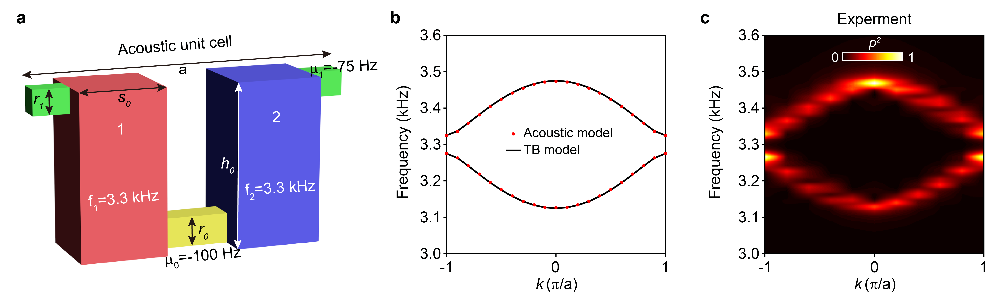 a
Acoustic unit cell
a
μ1=-75 Hz
r1
s0
1
2
h0
f1=3.3 kHz
f2=3.3 kHz
r0
μ0=-100 Hz
b
3.6
3.5
3.4
3.3
3.2
3.1
3.0
Frequency (kHz)
Acoustic model
TB model
-1
0
1
k (π/a)
c
Experment
p²
0
1
3.6
3.5
3.4
3.3
3.2
3.1
3.0
Frequency (kHz)
-1
0
1
k (π/a)